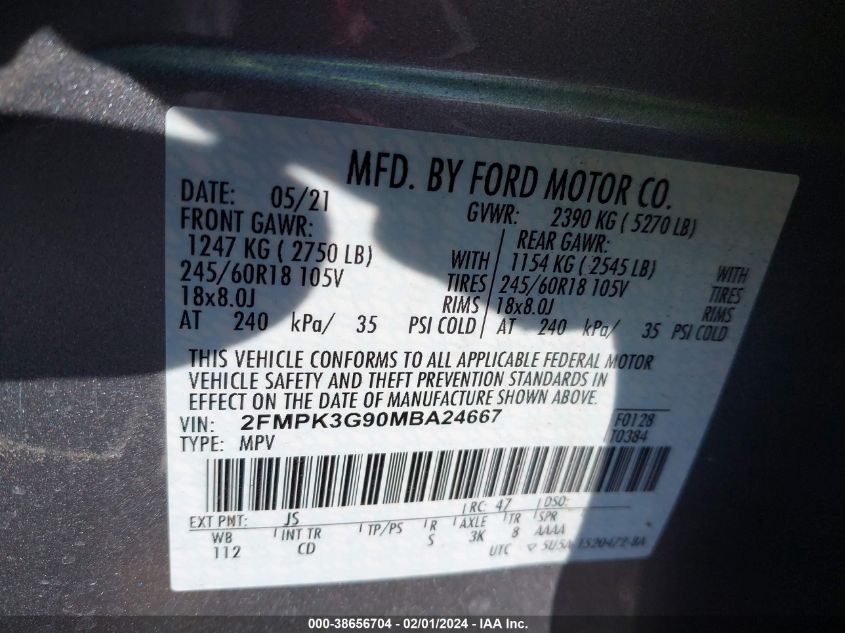 MFD. BY FORD MOTOR CO.
DATE: 05/21 GVWR: 2390 KG ( 5270 LB)
FRONT GAWR: REAR GAWR:
1247 KG ( 2750 LB) WITH 1154 KG ( 2545 LB) WITH
245/60R18 105V TIRES 245/60R18 105V TIRES
18x8.0J RIMS 18x8.0J RIMS
AT 240 kPa/ 35 PSI COLD AT 240 kPa/ 35 PSI COLD
THIS VEHICLE CONFORMS TO ALL APPLICABLE FEDERAL MOTOR
VEHICLE SAFETY AND THEFT PREVENTION STANDARDS IN
EFFECT ON THE DATE OF MANUFACTURE SHOWN ABOVE.
VIN: 2FMPK3G90MBA24667 F0128
TYPE: MPV T0384
EXT PNT: JS RC: 47 DSO:
WB INT TR TP/PS R AXLE TR SPR
112 CD S 3K 8 AAAA
UTC
000-38656704 - 02/01/2024 - IAA Inc.